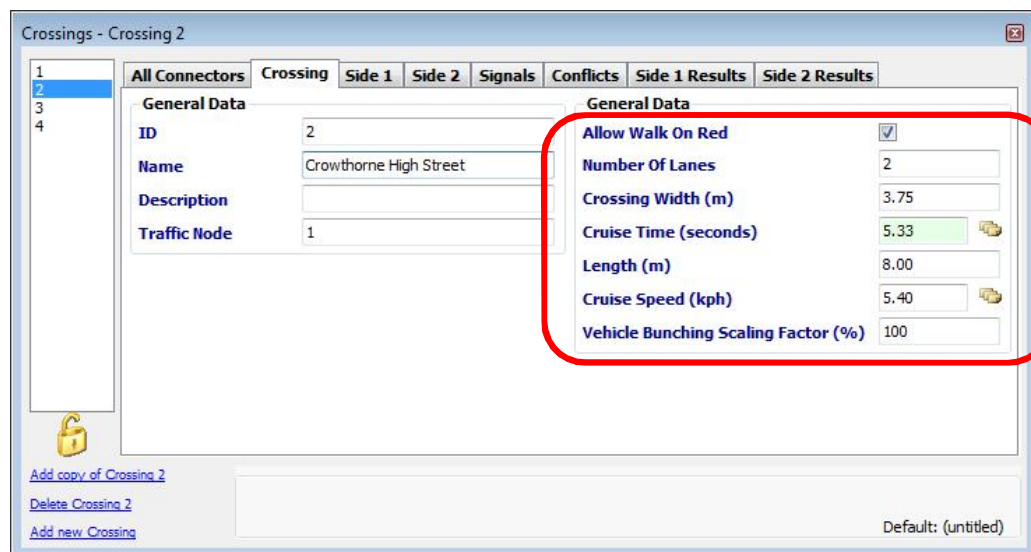 Crossings - Crossing 2
1
2
3
4
All Connectors Crossing Side 1 Side 2 Signals Conflicts Side 1 Results Side 2 Results
General Data
ID 2
Name Crowthorne High Street
Description
Traffic Node 1
General Data
Allow Walk On Red
Number Of Lanes 2
Crossing Width (m) 3.75
Cruise Time (seconds) 5.33
Length (m) 8.00
Cruise Speed (kph) 5.40
Vehicle Bunching Scaling Factor (%) 100
Add copy of Crossing 2
Delete Crossing 2
Add new Crossing
Default: (untitled)